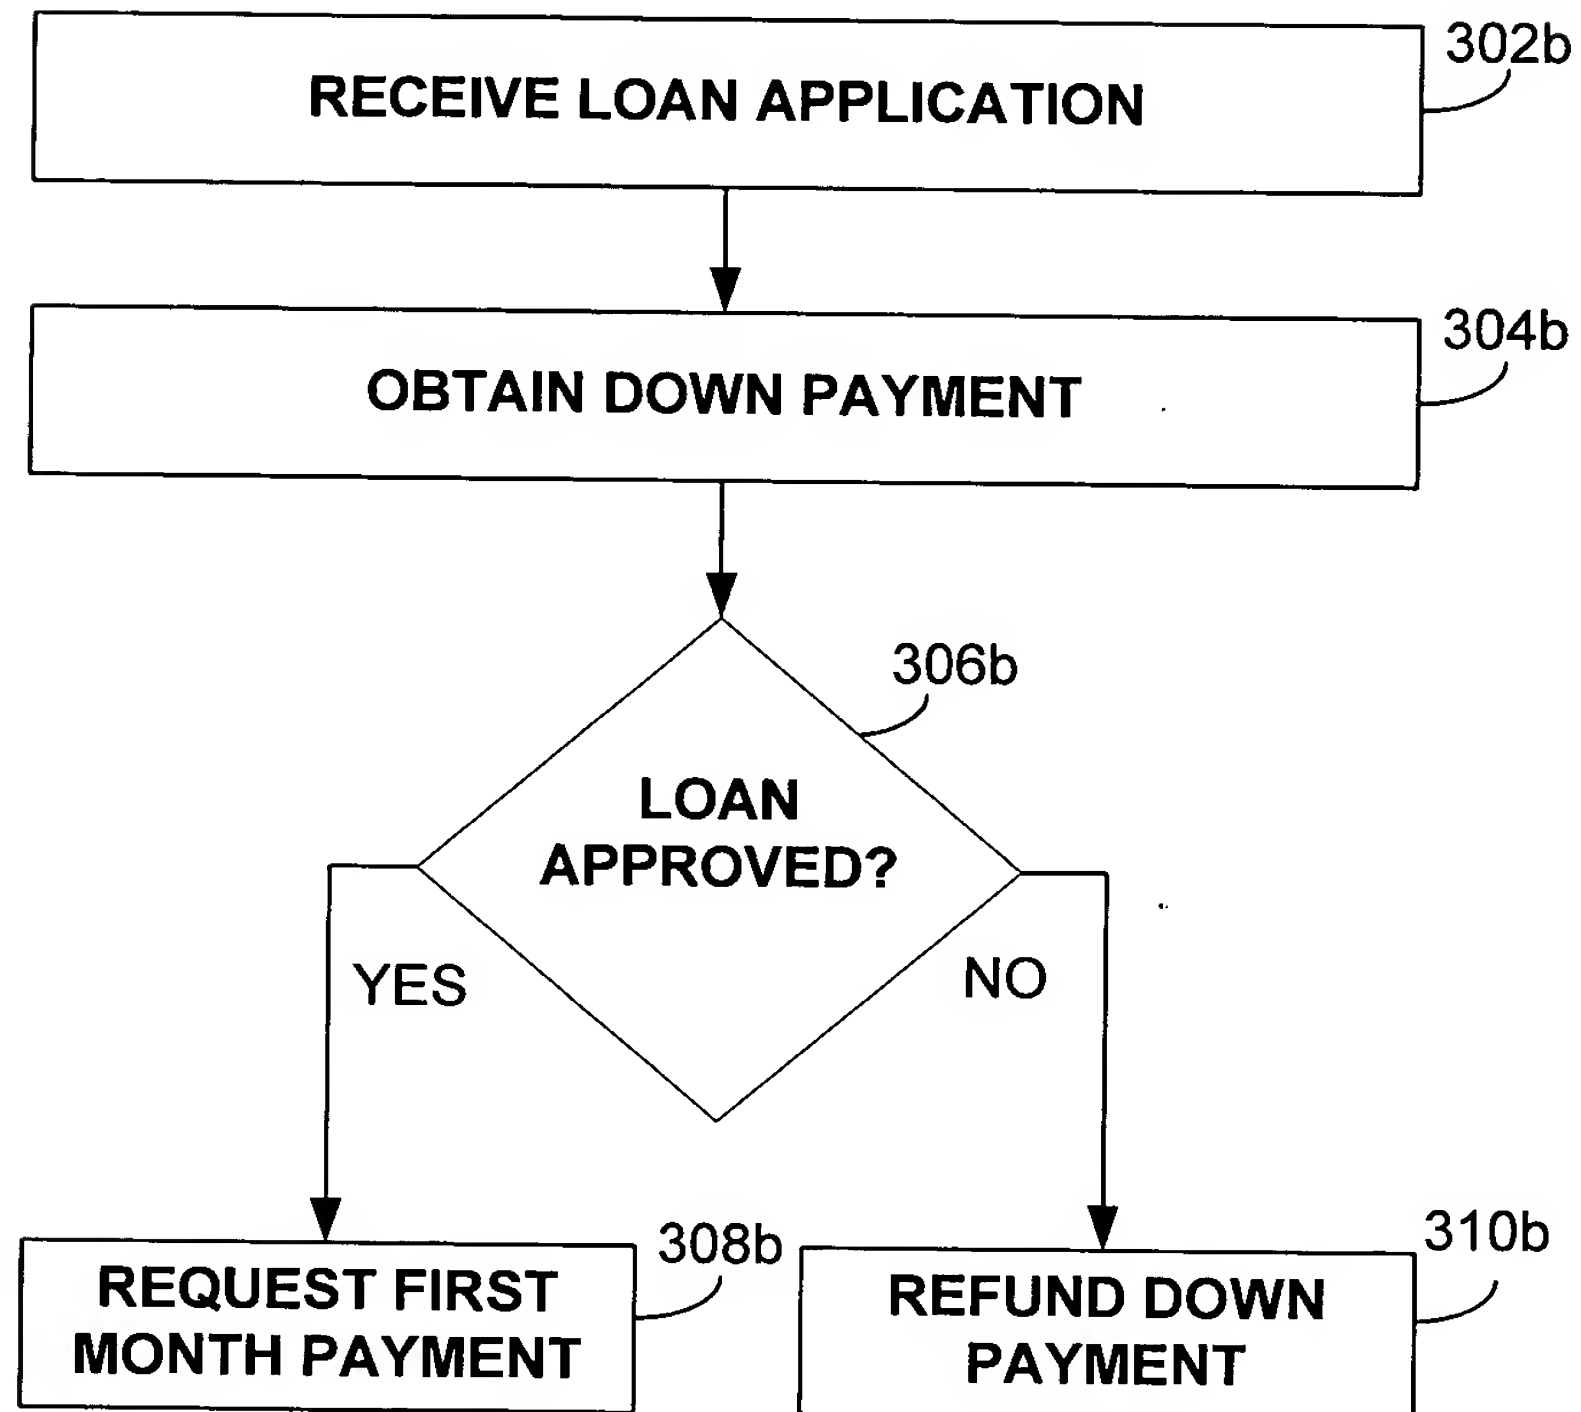 302b
RECEIVE LOAN APPLICATION
304b
OBTAIN DOWN PAYMENT
306b
LOAN
APPROVED?
YES
NO
308b
REQUEST FIRST
MONTH PAYMENT
310b
REFUND DOWN
PAYMENT